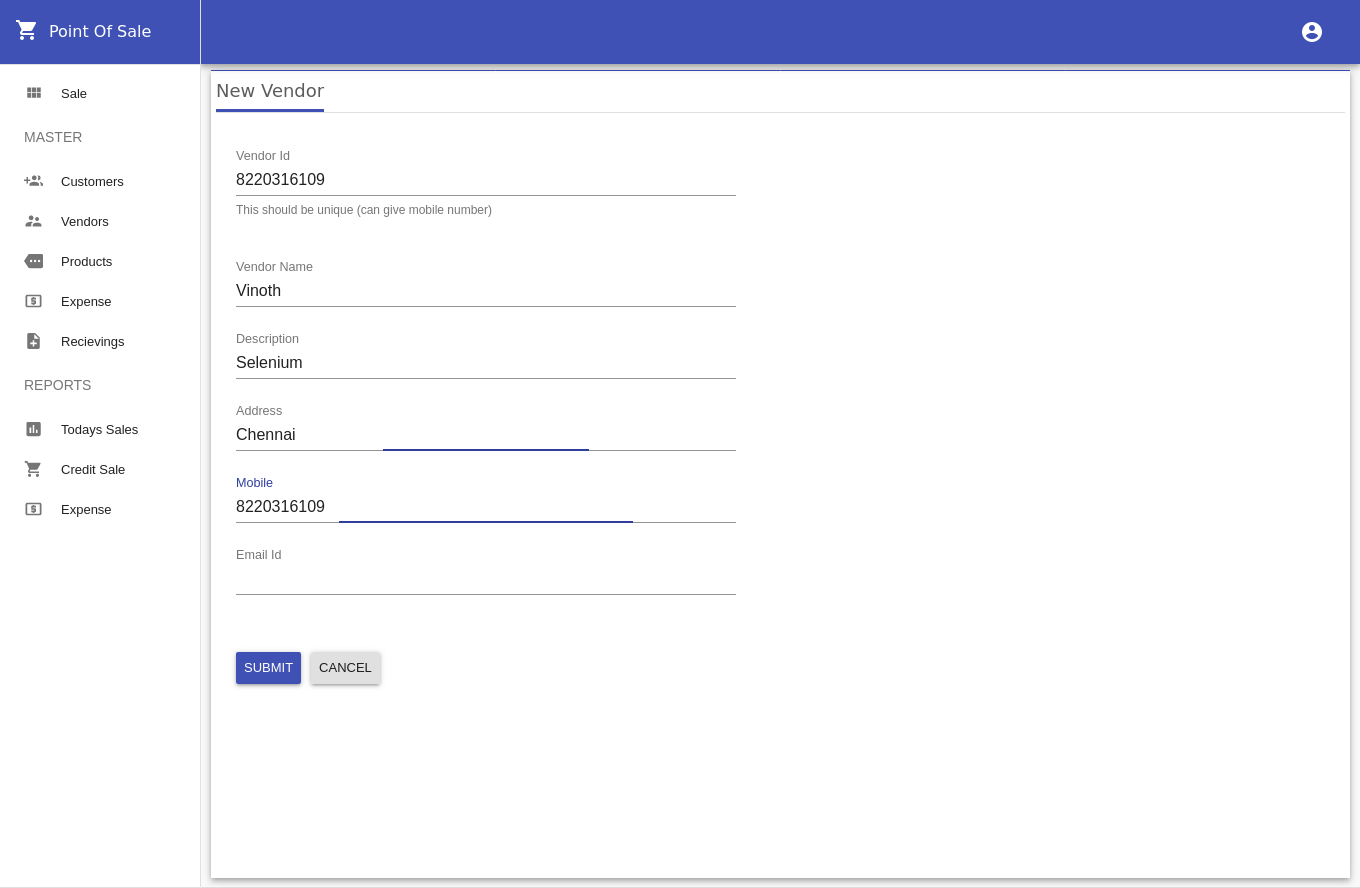 Point Of Sale
Sale
MASTER
Customers
Vendors
Products
Expense
Recievings
REPORTS
Todays Sales
Credit Sale
Expense
New Vendor
Vendor Id
8220316109
This should be unique (can give mobile number)
Vendor Name
Vinoth
Description
Selenium
Address
Chennai
Mobile
8220316109
Email Id
SUBMIT CANCEL